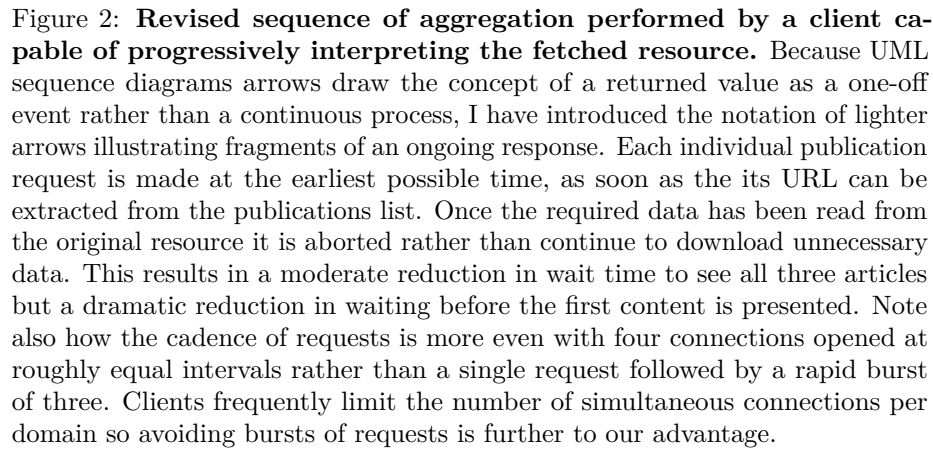 Figure 2: Revised sequence of aggregation performed by a client ca-
pable of progressively interpreting the fetched resource. Because UML
sequence diagrams arrows draw the concept of a returned value as a one-off
event rather than a continuous process, I have introduced the notation of lighter
arrows illustrating fragments of an ongoing response. Each individual publication
request is made at the earliest possible time, as soon as the its URL can be
extracted from the publications list. Once the required data has been read from
the original resource it is aborted rather than continue to download unnecessary
data. This results in a moderate reduction in wait time to see all three articles
but a dramatic reduction in waiting before the first content is presented. Note
also how the cadence of requests is more even with four connections opened at
roughly equal intervals rather than a single request followed by a rapid burst
of three. Clients frequently limit the number of simultaneous connections per
domain so avoiding bursts of requests is further to our advantage.